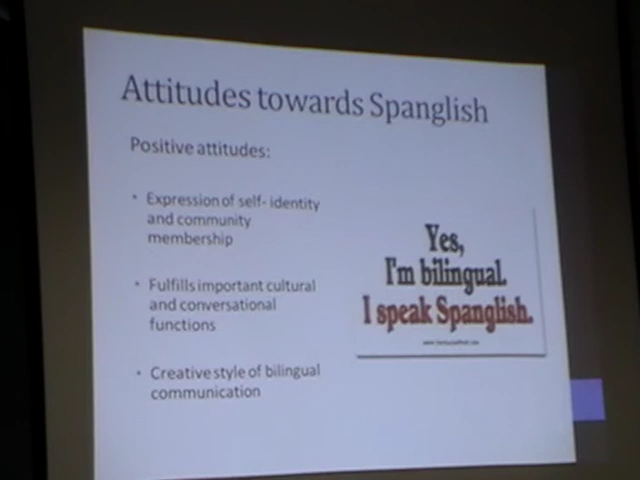 Attitudes towards Spanglish
Positive attitudes:
• Expression of self- identity
and community
membership
• Fulfills important cultural
and conversational
functions
• Creative style of bilingual
communication
Yes,
I'm bilingual.
I speak Spanglish.